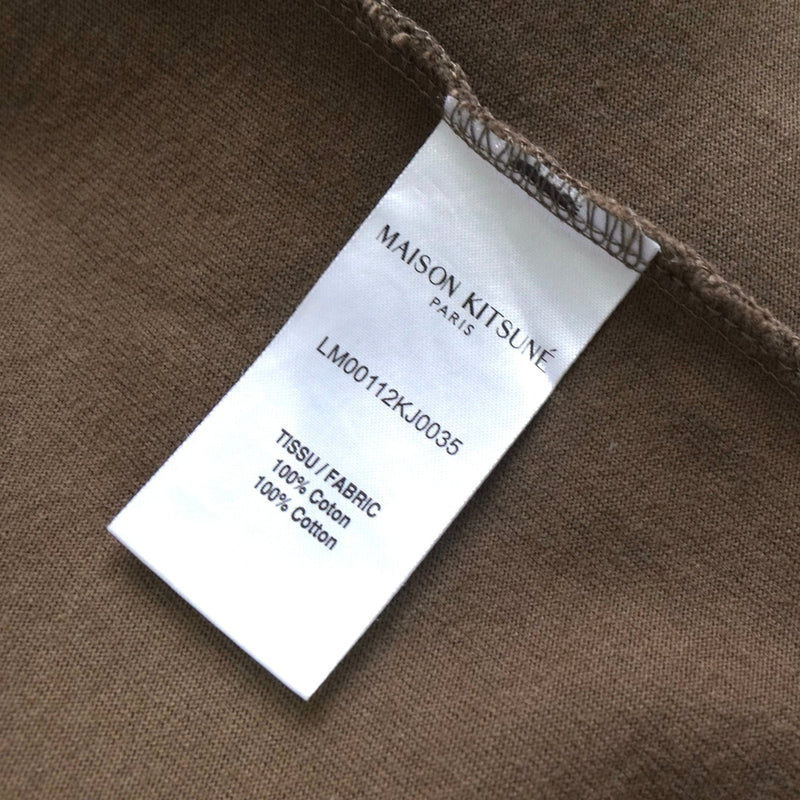 MAISON KITSUNÉ
PARIS
LM00112KJ0035
TISSU / FABRIC
100% Coton
100% Cotton